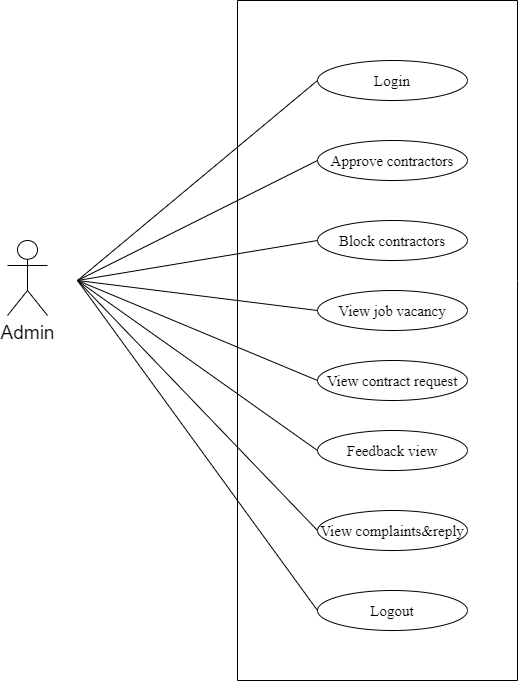 Login
Approve contractors
Block contractors
View job vacancy
Admin
View contract request
Feedback view
View complaints&reply
Logout